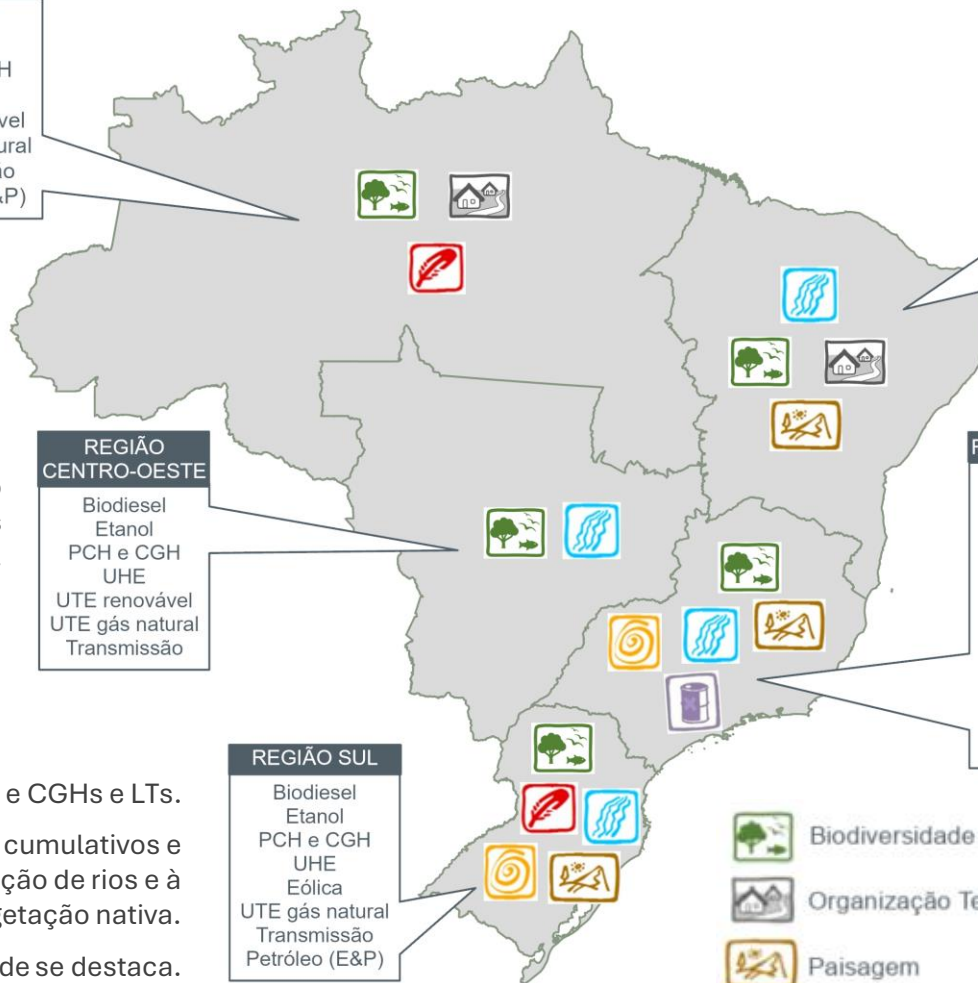 REGIÃO
CENTRO-OESTE
Biodiesel
Etanol
PCH e CGH
UHE
UTE renovável
UTE gás natural
Transmissão
e CGHs e LTs.
cumulativos e
ção de rios e à
getação nativa.
de se destaca.
REGIÃO SUL
Biodiesel
Etanol
PCH e CGH
UHE
Eólica
UTE gás natural
Transmissão
Petróleo (E&P)
Biodiversidade
Organização Te
Paisagem